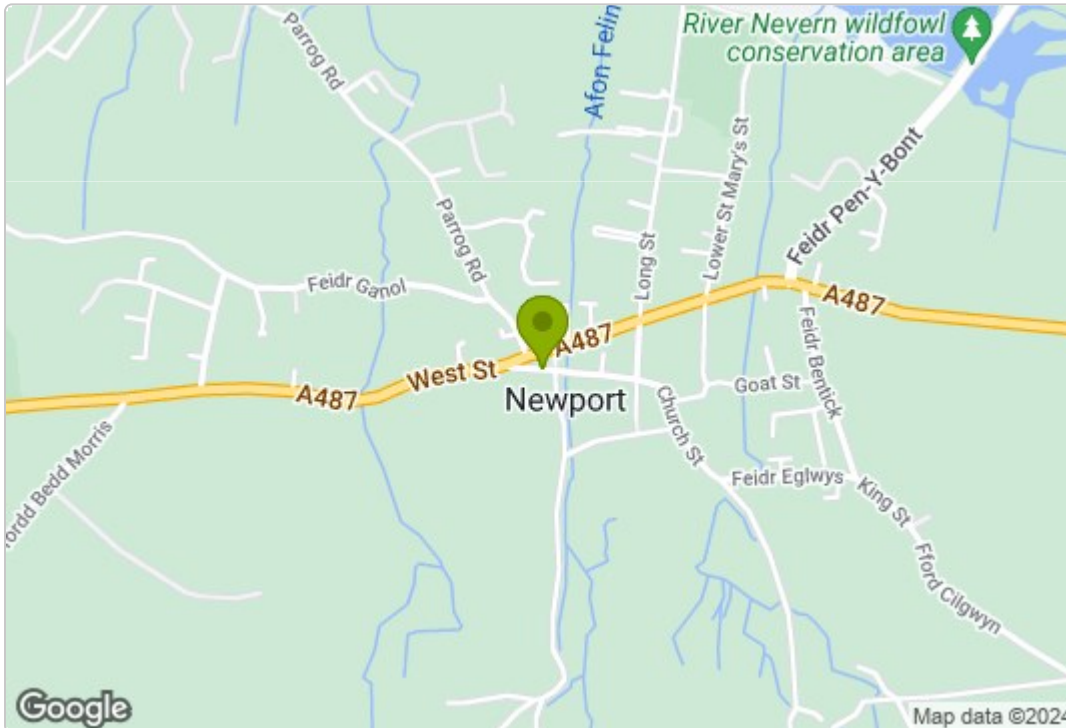 River Nevern wildfowl
conservation area
Parrog Rd
Afon Felin
Parrog Rd
Long St
Lower St Mary's St
Feidr Pen-Y-Bont
Feidr Ganol
A487
A487
West St
A487
Newport
Goat St
Feidr Bentick
Church St
fordd Bedd Morris
Feidr Eglwys
King St
Fford Cilgwyn
Google
Map data ©2024